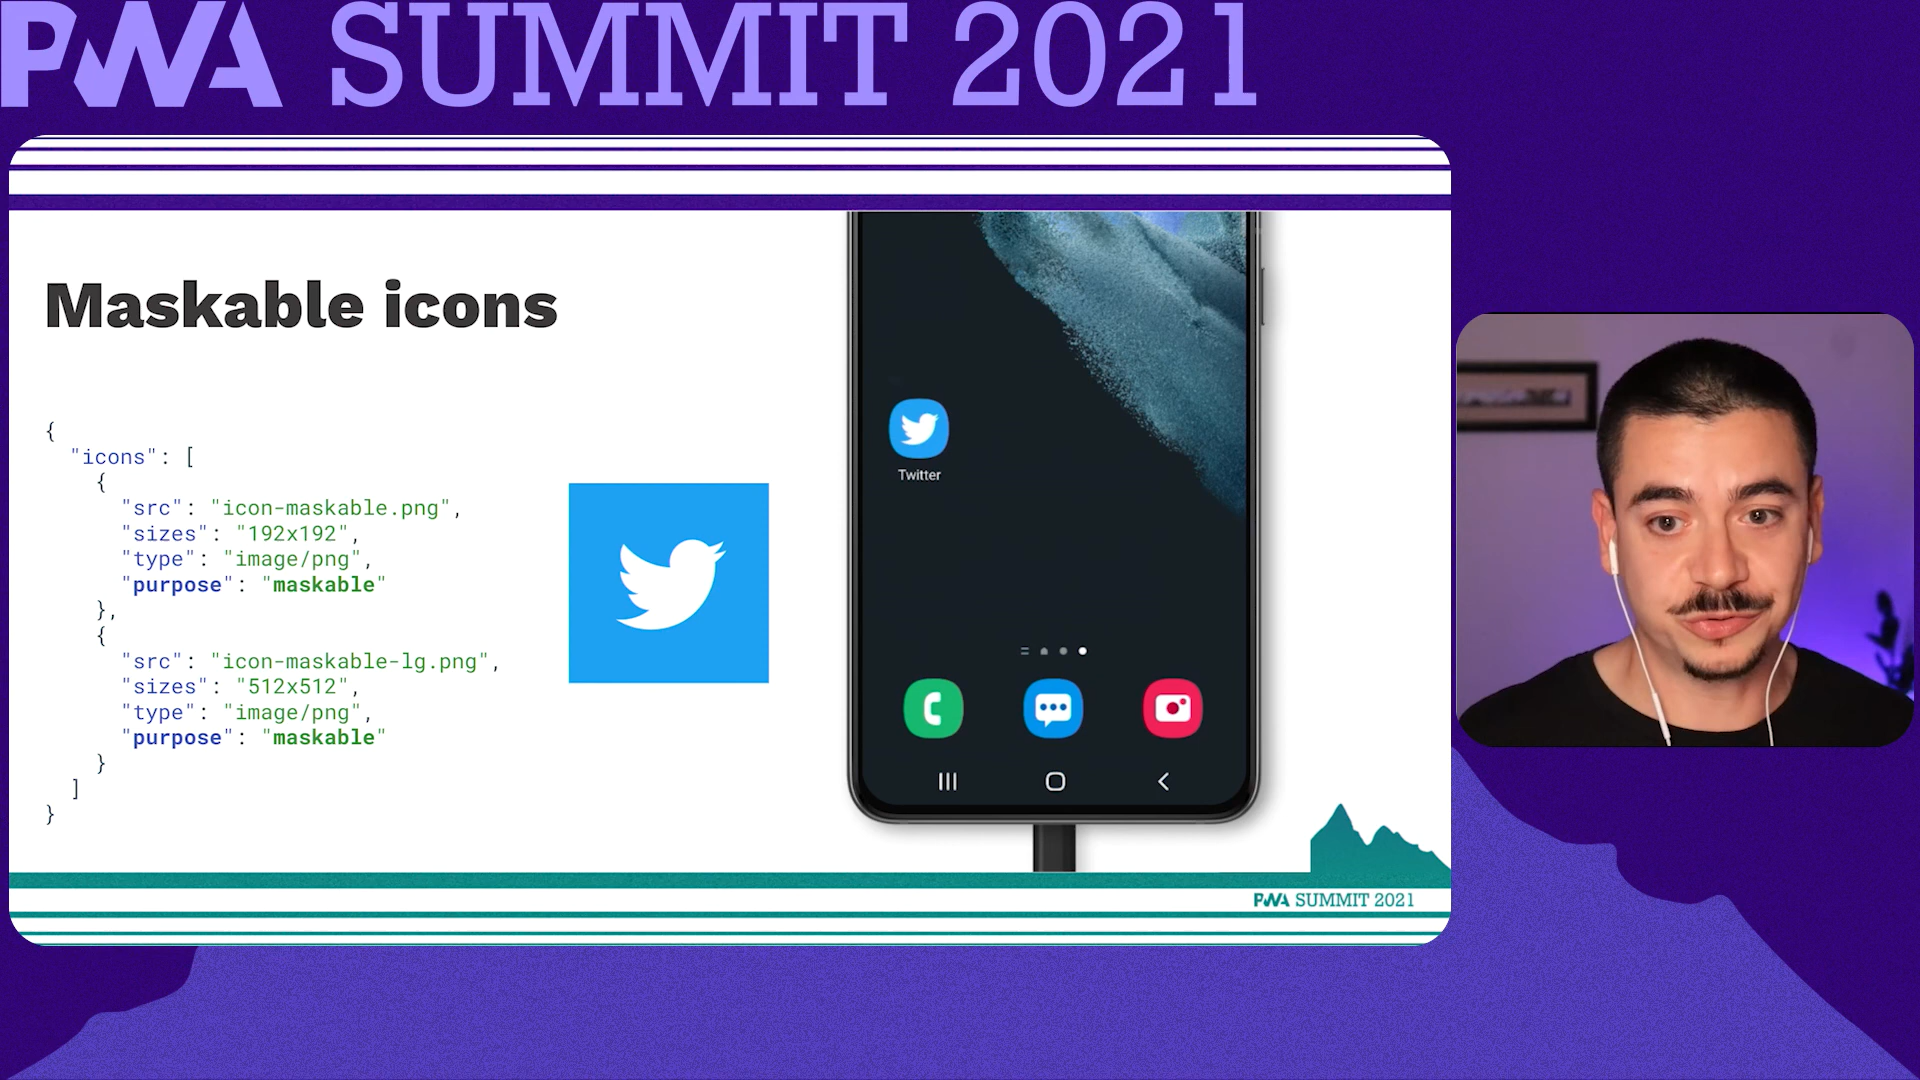 PWA SUMMIT 2021
Maskable icons
{
"icons": [
{
"src": "icon-maskable.png",
"sizes": "192x192",
"type": "image/png",
"purpose": "maskable"
},
{
"src": "icon-maskable-lg.png",
"sizes": "512x512",
"type": "image/png",
"purpose": "maskable"
}
]
}
Twitter
PWA SUMMIT 2021